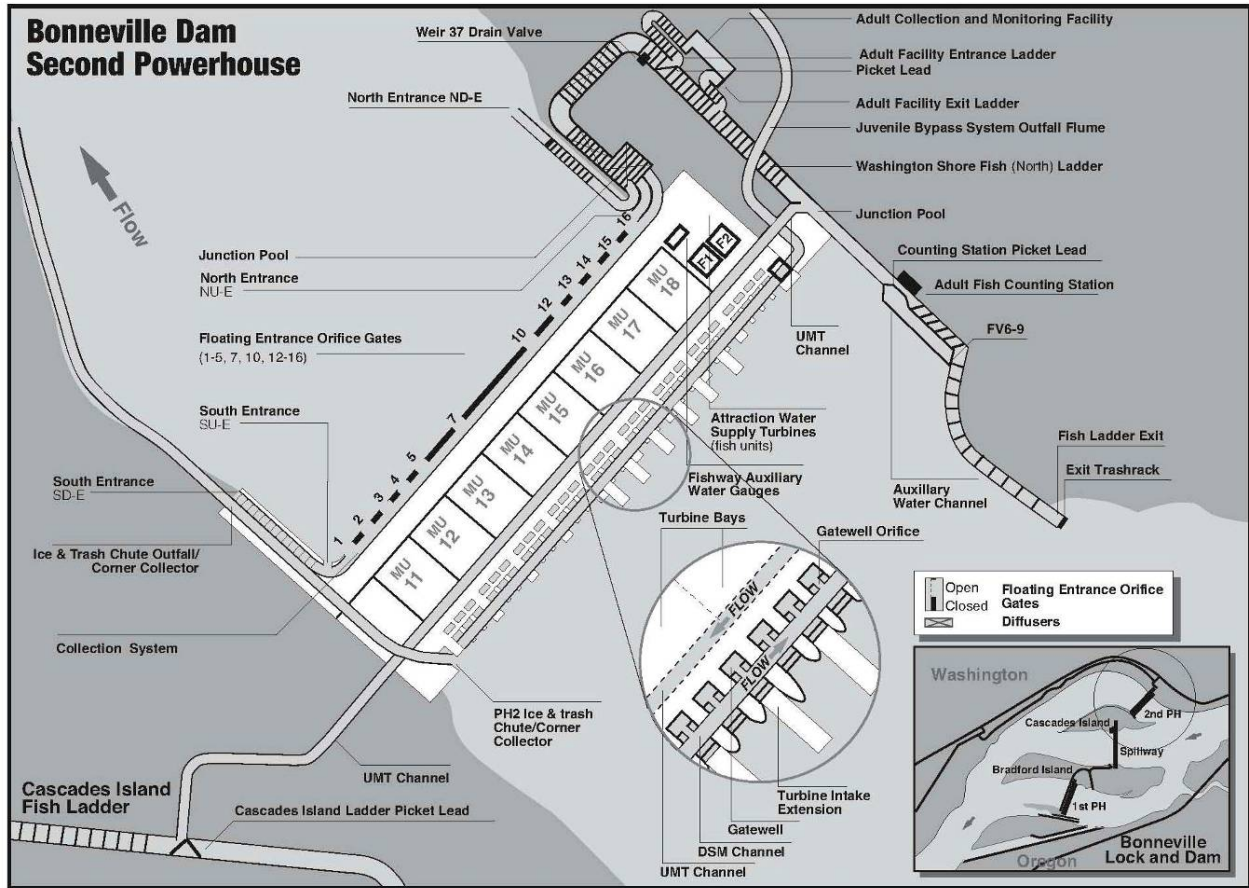 Bonneville Dam
Second Powerhouse
Weir 37 Drain Valve
North Entrance ND-E
Flow
Junction Pool
North Entrance
NU-E
Floating Entrance Orifice Gates
(1-5, 7, 10, 12-16)
South Entrance
SU-E
South Entrance
SD-E
Ice & Trash Chute Outfall/
Corner Collector
Collection System
Adult Collection and Monitoring Facility
Adult Facility Entrance Ladder
Picket Lead
Adult Facility Exit Ladder
Juvenile Bypass System Outfall Flume
Washington Shore Fish (North) Ladder
Junction Pool
Counting Station Picket Lead
Adult Fish Counting Station
FV6-9
UMT
Channel
Attraction Water
Supply Turbines
(fish units)
Fishway Auxiliary
Water Gauges
Auxillary
Water Channel
Fish Ladder Exit
Exit Trashrack
1
2
3
4
5
7
10
12
13
14
15
16
MU
11
MU
12
MU
13
MU
14
MU
15
MU
16
MU
17
MU
18
F1
F2
Turbine Bays
Gatewell Orifice
FLOW
FLOW
Turbine Intake
Extension
Gatewell
DSM Channel
UMT Channel
PH2 Ice & trash
Chute/Corner
Collector
UMT Channel
Cascades Island
Fish Ladder
Cascades Island Ladder Picket Lead
Open
Closed
Floating Entrance Orifice
Gates
Diffusers
Washington
Cascades Island
2nd PH
Spillway
Bradford Island
1st PH
Oregon
Bonneville
Lock and Dam